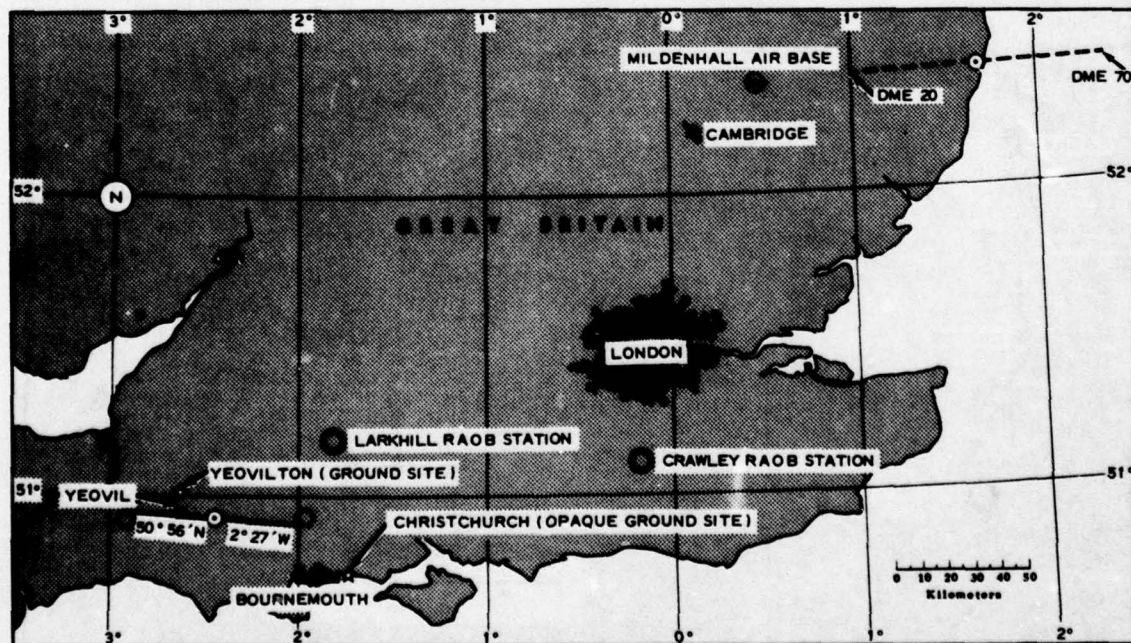 3° 2° 1° 0° 1° 2°
MILDENHALL AIR BASE
DME 70
DME 20
CAMBRIDGE
52° 52°
N
GREAT BRITAIN
LONDON
LARKHILL RAOB STATION
CRAWLEY RAOB STATION
YEOVILTON (GROUND SITE)
51° YEOVIL 51°
50° 56´N 2° 27´W
CHRISTCHURCH (OPAQUE GROUND SITE)
0 10 20 30 40 50
Kilometers
BOURNEMOUTH
3° 2° 1° 0° 1° 2°